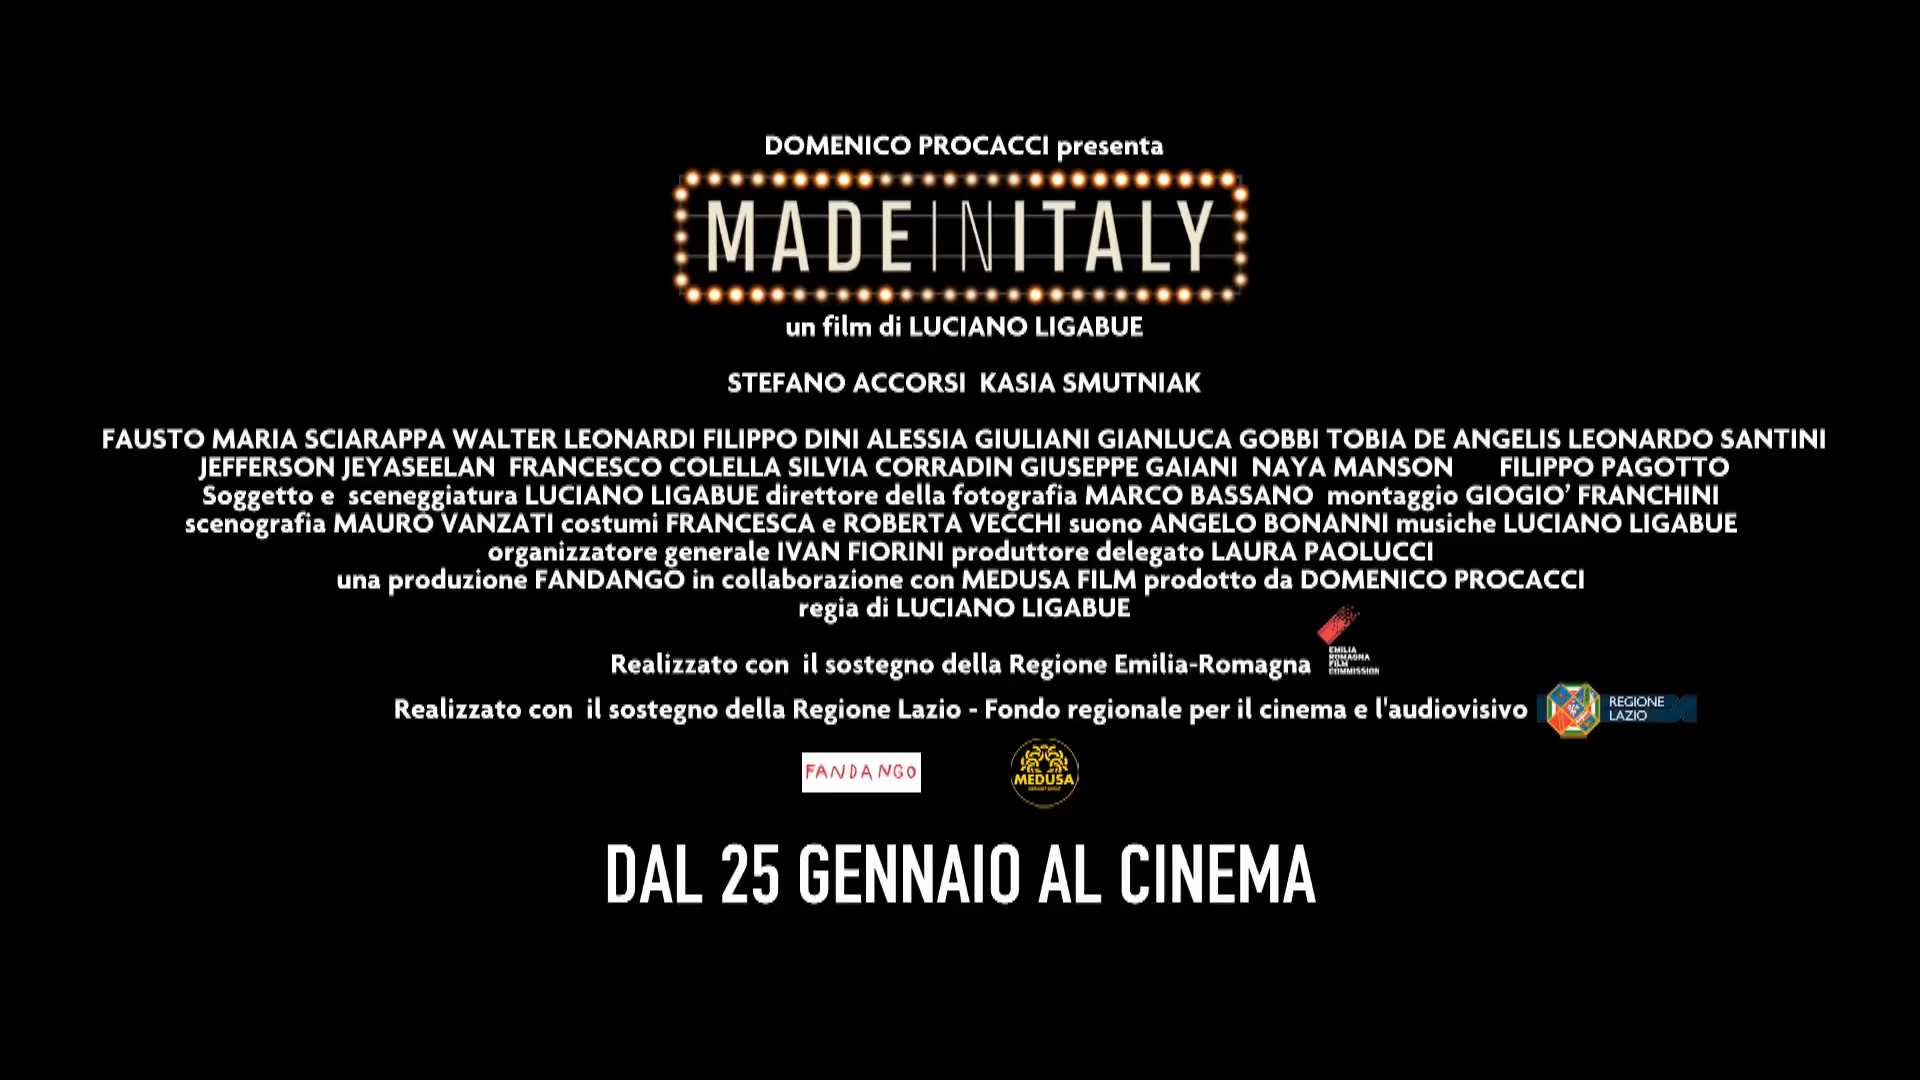 DOMENICO PROCACCI presenta
MADEINITALY
un film di LUCIANO LIGABUE
STEFANO ACCORSI KASIA SMUTNIAK
FAUSTO MARIA SCIARAPPA WALTER LEONARDI FILIPPO DINI ALESSIA GIULIANI GIANLUCA GOBBI TOBIA DE ANGELIS LEONARDO SANTINI
JEFFERSON JEYASEELAN FRANCESCO COLELLA SILVIA CORRADIN GIUSEPPE GAIANI NAYA MANSON FILIPPO PAGOTTO
Soggetto e sceneggiatura LUCIANO LIGABUE direttore della fotografia MARCO BASSANO montaggio GIOGIO’ FRANCHINI
scenografia MAURO VANZATI costumi FRANCESCA e ROBERTA VECCHI suono ANGELO BONANNI musiche LUCIANO LIGABUE
organizzatore generale IVAN FIORINI produttore delegato LAURA PAOLUCCI
una produzione FANDANGO in collaborazione con MEDUSA FILM prodotto da DOMENICO PROCACCI
regia di LUCIANO LIGABUE
Realizzato con il sostegno della Regione Emilia-Romagna
EMILIA
ROMAGNA
FILM
COMMISSION
Realizzato con il sostegno della Regione Lazio - Fondo regionale per il cinema e l'audiovisivo
REGIONE
LAZIO
FANDANGO
MEDUSA
DAL 25 GENNAIO AL CINEMA